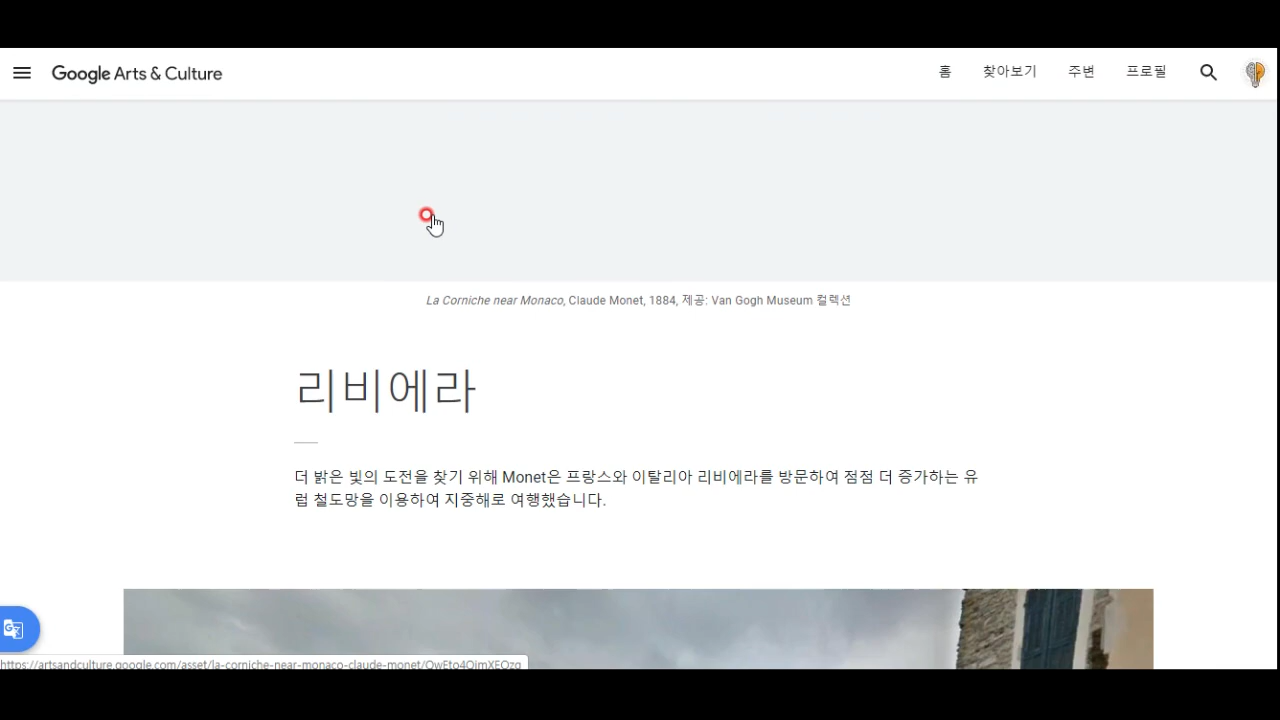 Google Arts & Culture
홈 찾아보기 주변 프로필
La Corniche near Monaco, Claude Monet, 1884, 제공: Van Gogh Museum 컬렉션
리비에라
더 밝은 빛의 도전을 찾기 위해 Monet은 프랑스와 이탈리아 리비에라를 방문하여 점점 더 증가하는 유
럽 철도망을 이용하여 지중해로 여행했습니다.